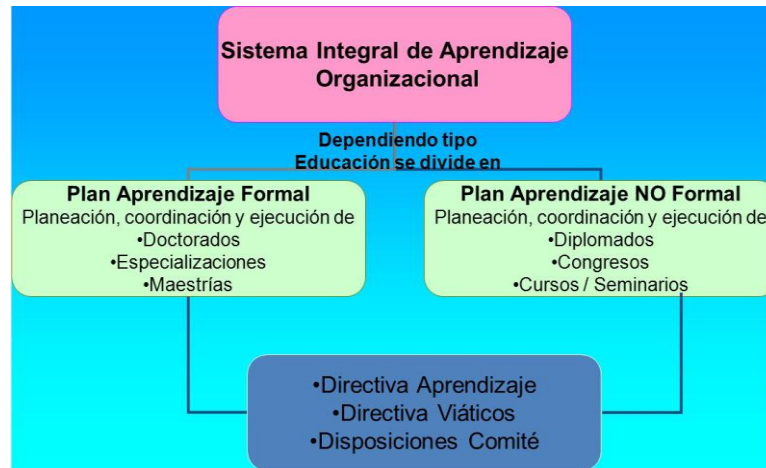 Sistema Integral de Aprendizaje
Organizacional
Dependiendo tipo
Educación se divide en
Plan Aprendizaje Formal
Planeación, coordinación y ejecución de
•Doctorados
•Especializaciones
•Maestrías
Plan Aprendizaje NO Formal
Planeación, coordinación y ejecución de
•Diplomados
•Congresos
•Cursos / Seminarios
•Directiva Aprendizaje
•Directiva Viáticos
•Disposiciones Comité